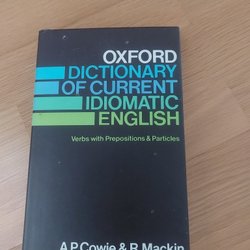 OXFORD
DICTIONARY
OF CURRENT
IDIOMATIC
ENGLISH
Verbs with Prepositions & Particles
A.P.Cowie & R.Mackin